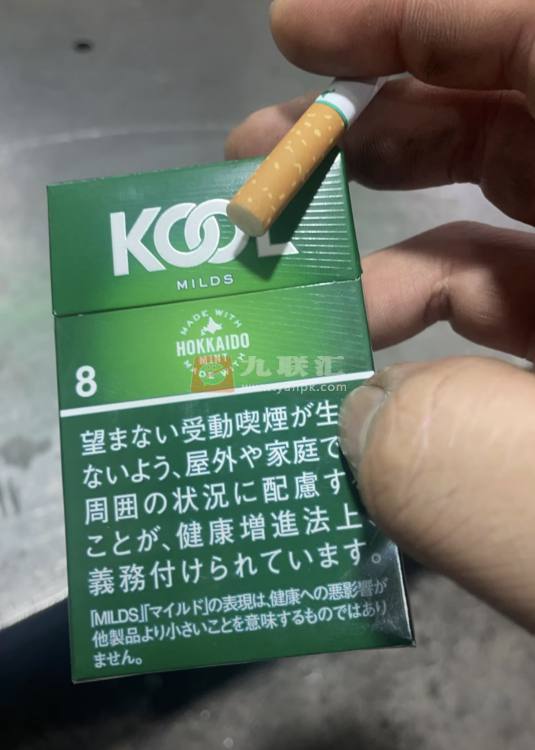 KOOL
MILDS
MADE WITH
HOKKAIDO
MINT
MADE WITH
8
九联汇
望まない受動喫煙が生
ないよう、屋外や家庭で
周囲の状況に配慮す
ことが、健康増進法上、
義務付けられています。
「MILDS」「マイルド」の表現は、健康への悪影響が
他製品より小さいことを意味するものではあり
ません。